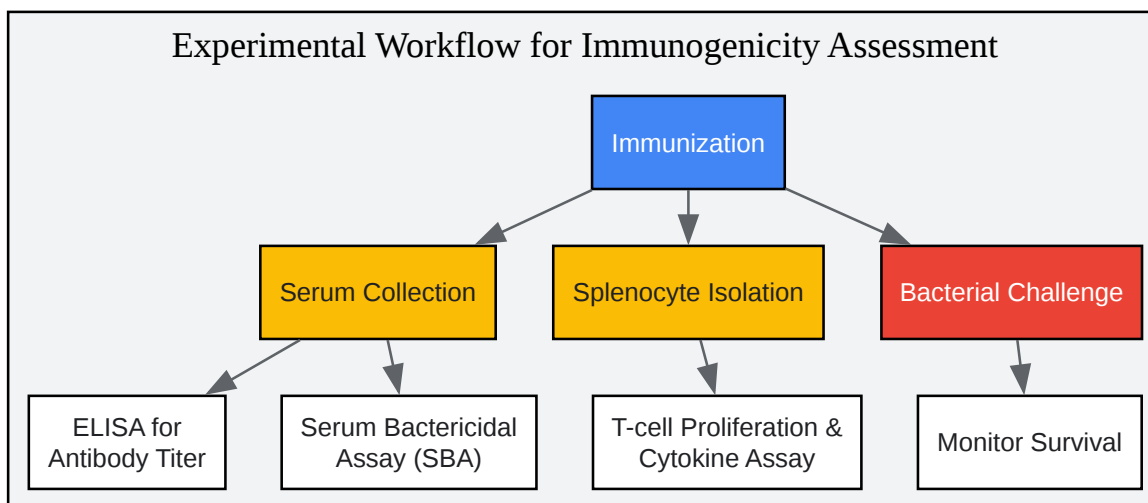 Experimental Workflow for Immunogenicity Assessment
Immunization
Serum Collection
Splenocyte Isolation
Bacterial Challenge
ELISA for
Antibody Titer
Serum Bactericidal
Assay (SBA)
T-cell Proliferation &
Cytokine Assay
Monitor Survival